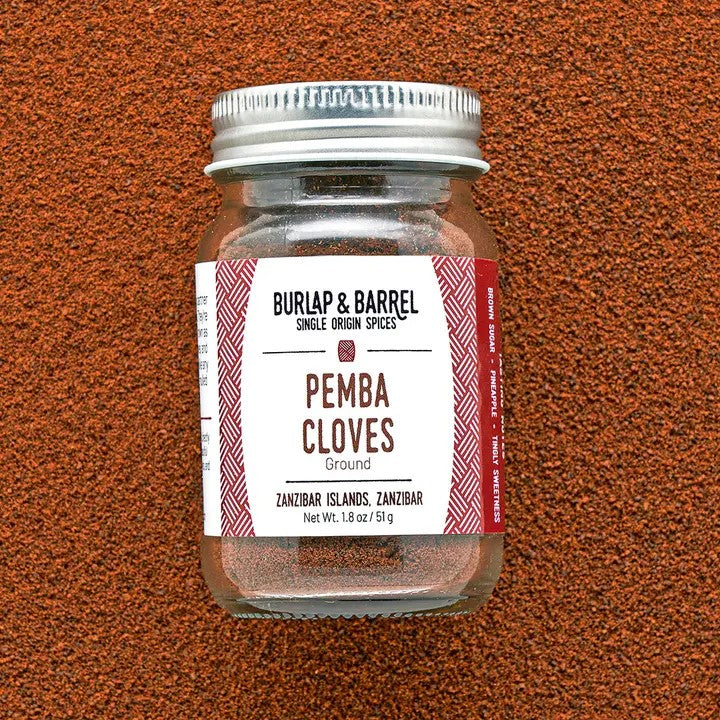 BURLAP & BARREL
SINGLE ORIGIN SPICES
PEMBA
CLOVES
Ground
ZANZIBAR ISLANDS, ZANZIBAR
Net Wt. 1.8 oz / 51 g
BROWN SUGAR - PINEAPPLE - TINGLY SWEETNESS